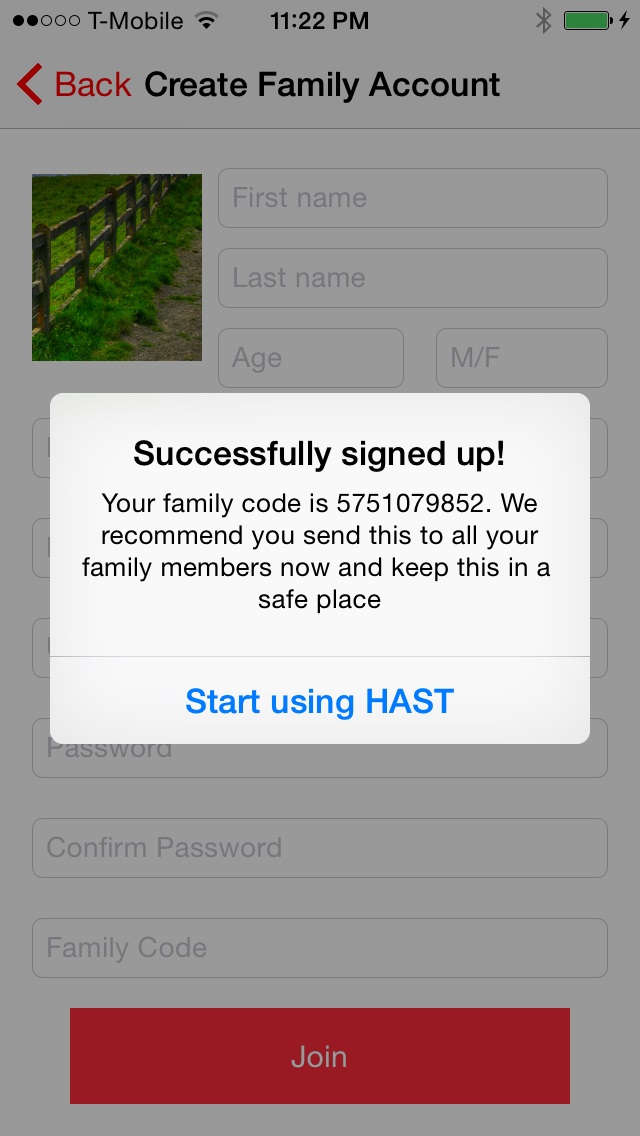 T-Mobile 11:22 PM
Back Create Family Account
First name
Last name
Age M/F
Successfully signed up!
Your family code is 5751079852. We
recommend you send this to all your
family members now and keep this in a
safe place
Start using HAST
Password
Confirm Password
Family Code
Join